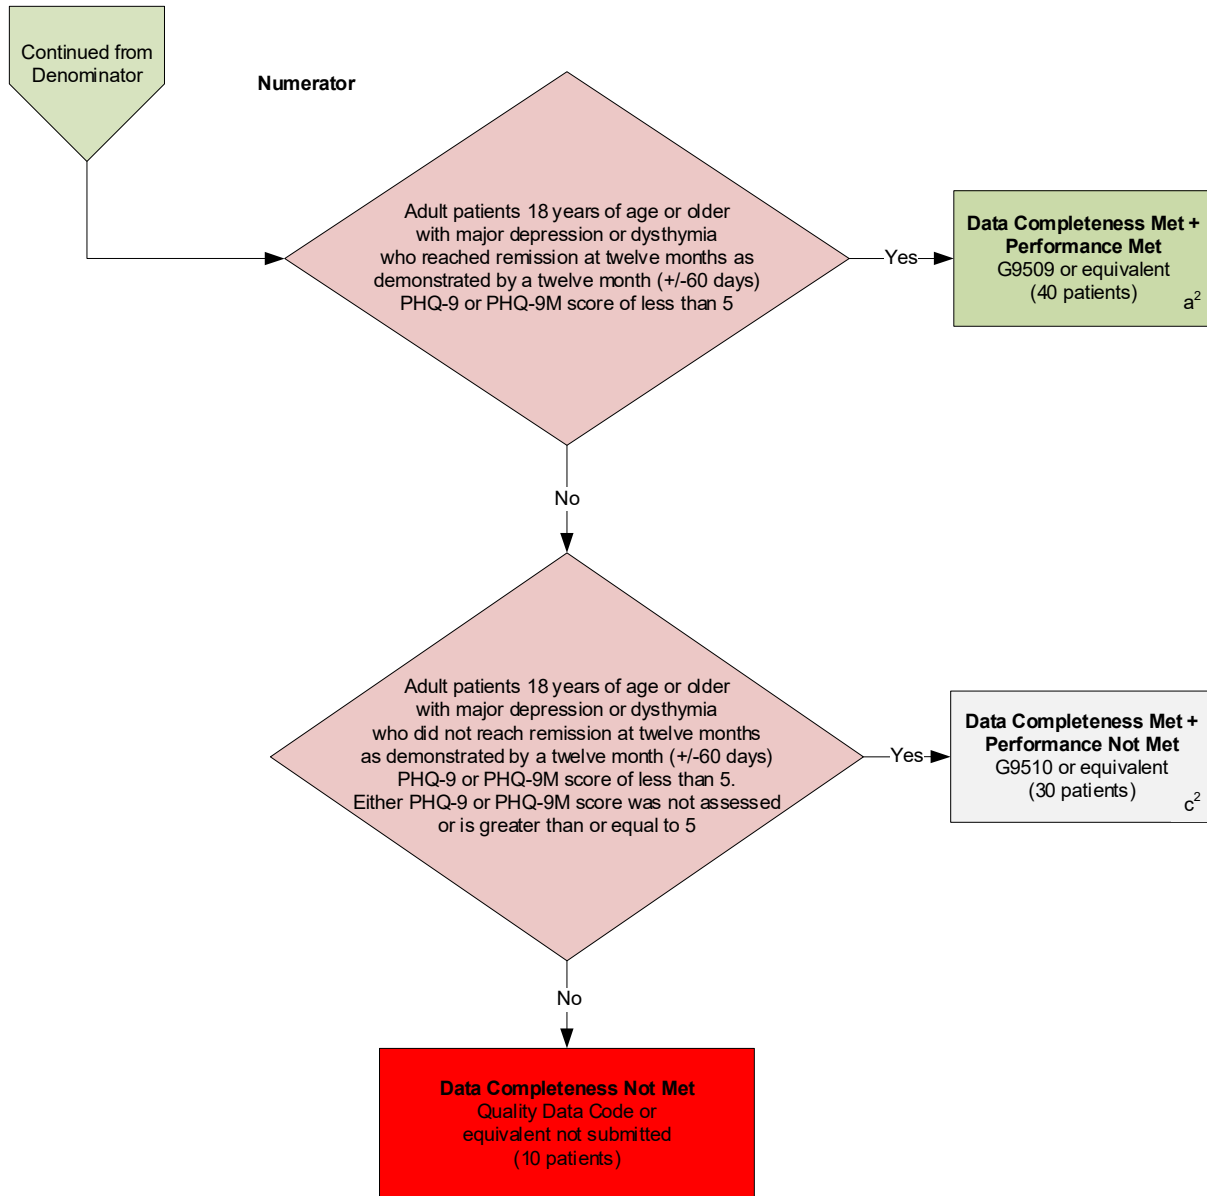 Continued from
Denominator
Numerator
Adult patients 18 years of age or older
with major depression or dysthymia
who reached remission at twelve months as
demonstrated by a twelve month (+/-60 days)
PHQ-9 or PHQ-9M score of less than 5
Yes
Data Completeness Met +
Performance Met
G9509 or equivalent
(40 patients)
a²
No
Adult patients 18 years of age or older
with major depression or dysthymia
who did not reach remission at twelve months
as demonstrated by a twelve month (+/-60 days)
PHQ-9 or PHQ-9M score of less than 5.
Either PHQ-9 or PHQ-9M score was not assessed
or is greater than or equal to 5
Yes
Data Completeness Met +
Performance Not Met
G9510 or equivalent
(30 patients)
c²
No
Data Completeness Not Met
Quality Data Code or
equivalent not submitted
(10 patients)